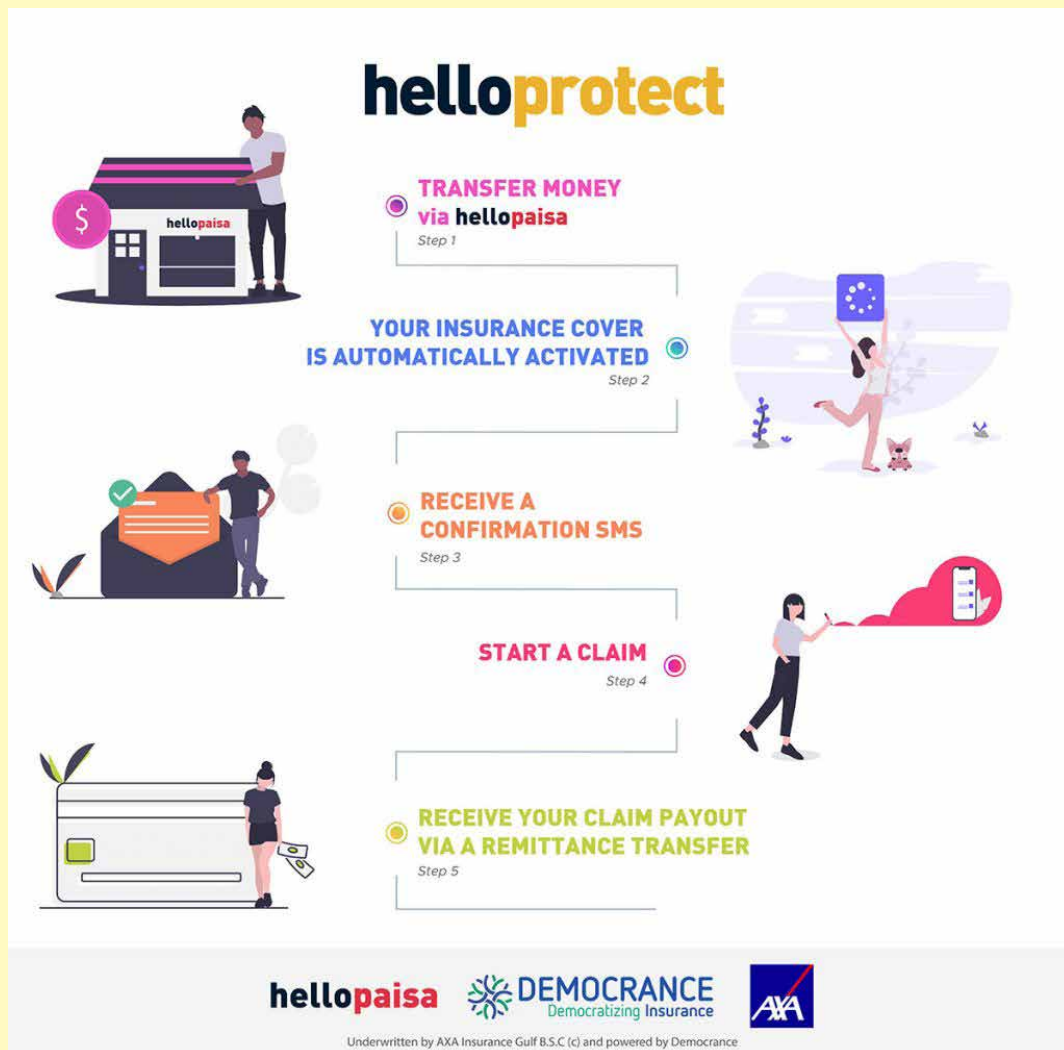 helloprotect
$
hellopaisa
TRANSFER MONEY
via hellopaisa
Step 1
YOUR INSURANCE COVER
IS AUTOMATICALLY ACTIVATED
Step 2
RECEIVE A
CONFIRMATION SMS
Step 3
START A CLAIM
Step 4
RECEIVE YOUR CLAIM PAYOUT
VIA A REMITTANCE TRANSFER
Step 5
hellopaisa
DEMOCRANCE
Democratizing Insurance
AXA
Underwritten by AXA Insurance Gulf B.S.C (c) and powered by Democrance